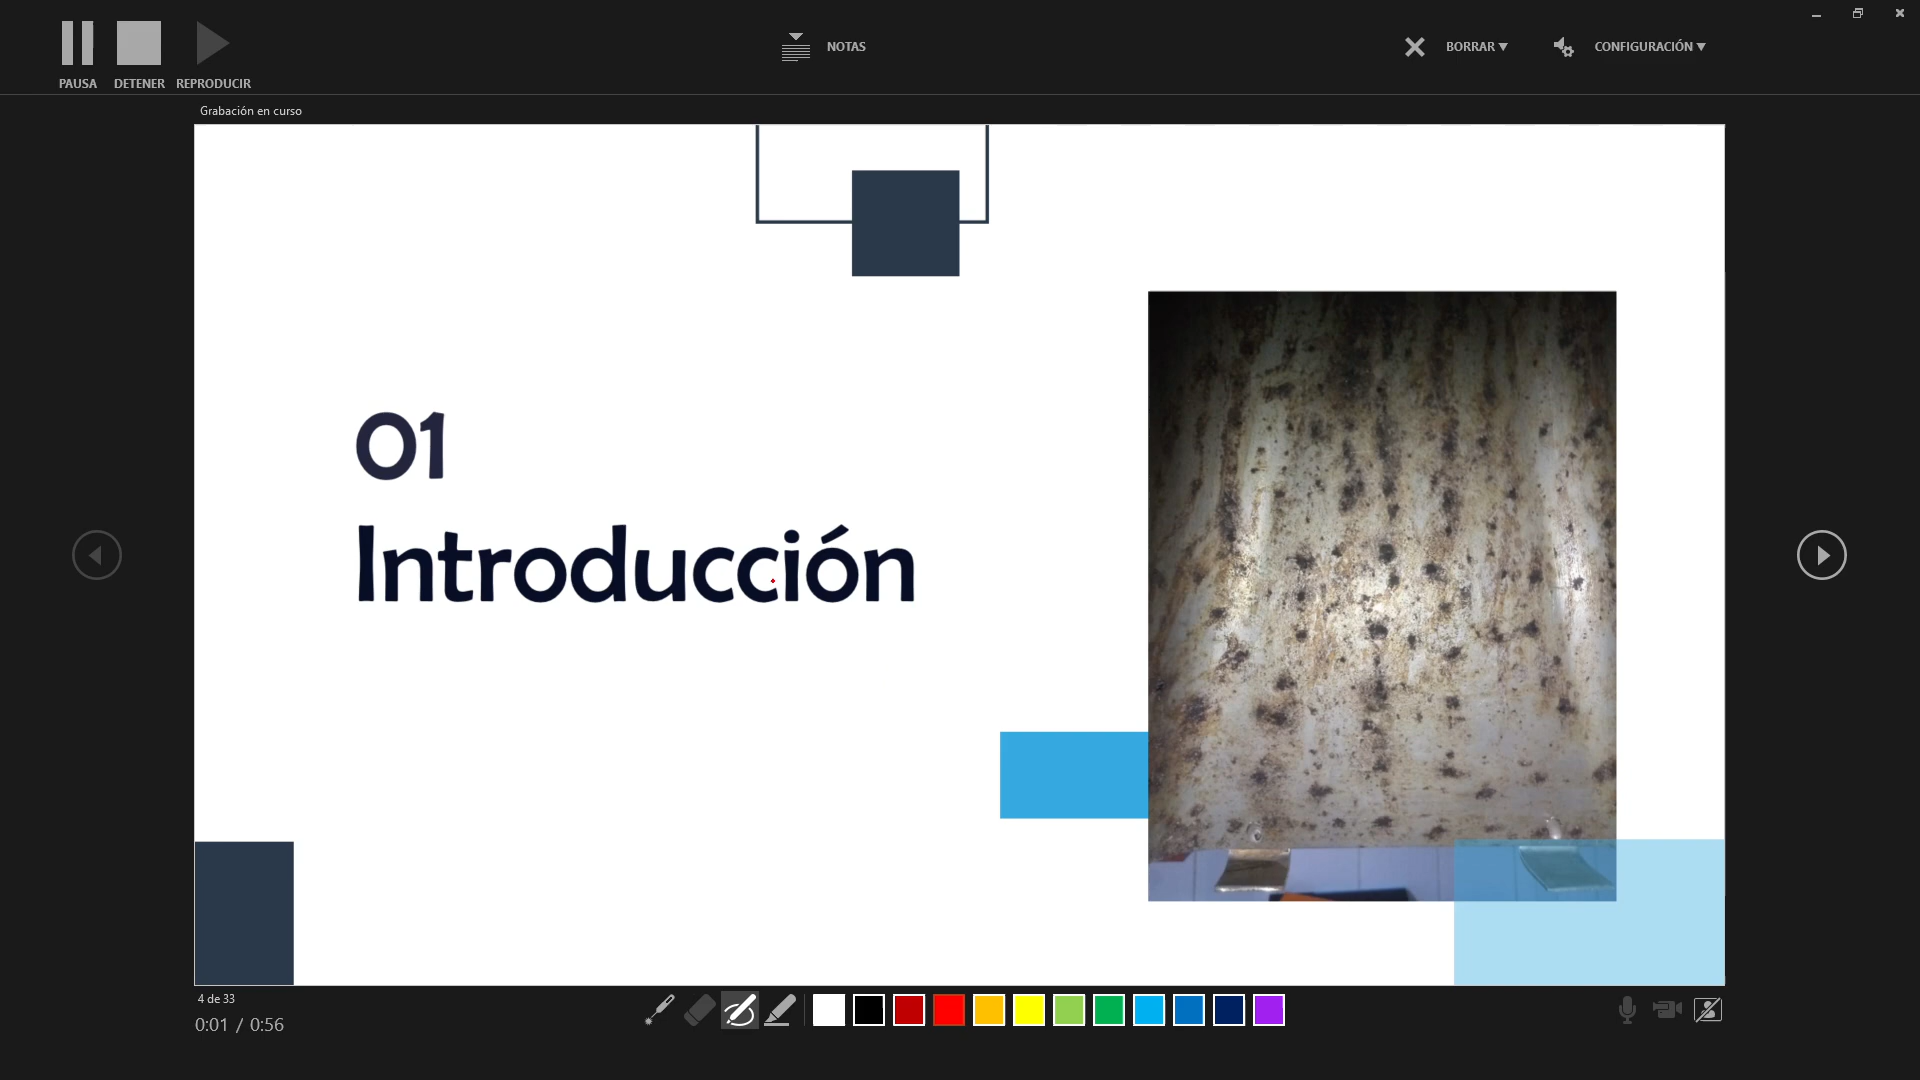 PAUSA
DETENER
REPRODUCIR
NOTAS
BORRAR
CONFIGURACIÓN
Grabación en curso
01
Introducción
4 de 33
0:01 / 0:56